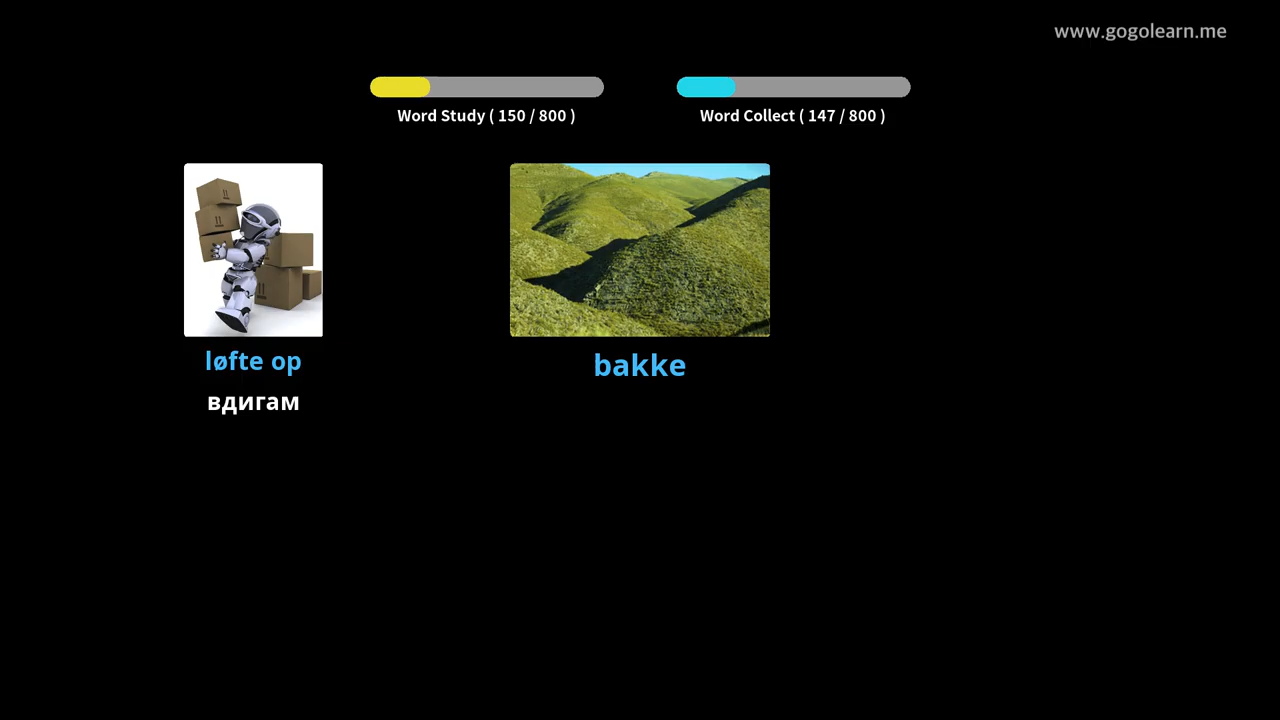 www.gogolearn.me
Word Study ( 150 / 800 )
Word Collect ( 147 / 800 )
løfte op
вдигам
bakke